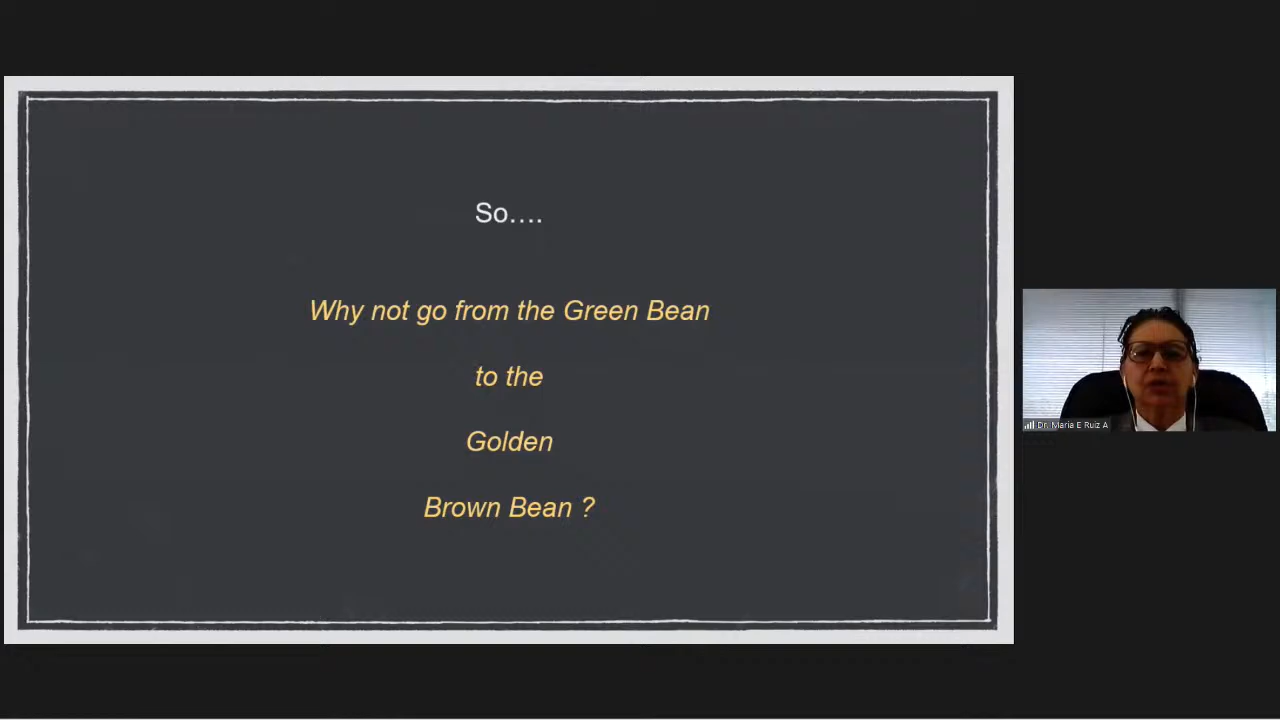 So....
Why not go from the Green Bean
to the
Golden
Brown Bean ?
Dr. Maria E Ruiz A